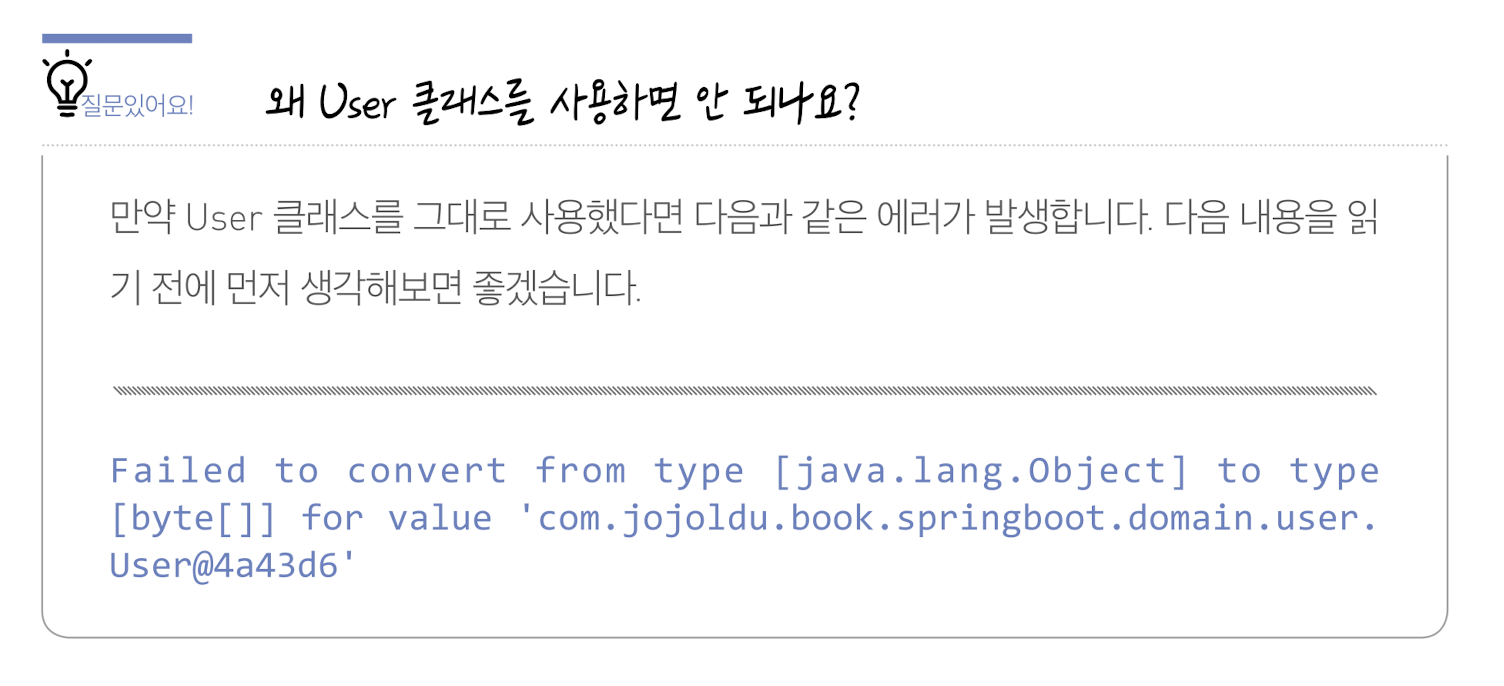 질문있어요!
왜 User 클래스를 사용하면 안 되나요?
만약 User 클래스를 그대로 사용했다면 다음과 같은 에러가 발생합니다. 다음 내용을 읽
기 전에 먼저 생각해보면 좋겠습니다.
Failed to convert from type [java.lang.Object] to type
[byte[]] for value 'com.jojoldu.book.springboot.domain.user.
User@4a43d6'